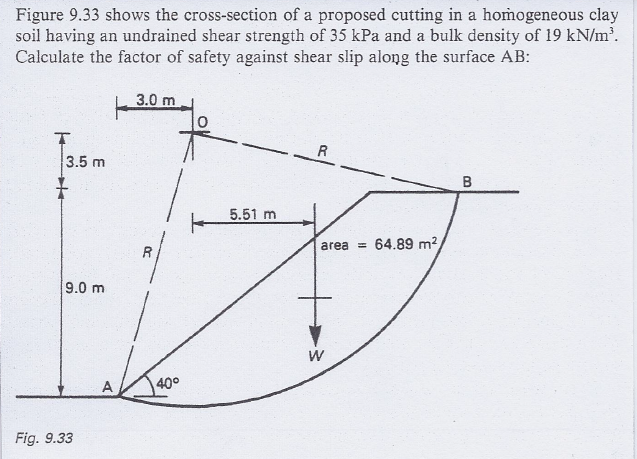 Figure 9.33 shows the cross-section of a proposed cutting in a homogeneous clay
soil having an undrained shear strength of 35 kPa and a bulk density of 19 kN/m³.
Calculate the factor of safety against shear slip along the surface AB:
3.0 m
O
3.5 m
R
B
5.51 m
area = 64.89 m²
R
9.0 m
W
A
40°
Fig. 9.33